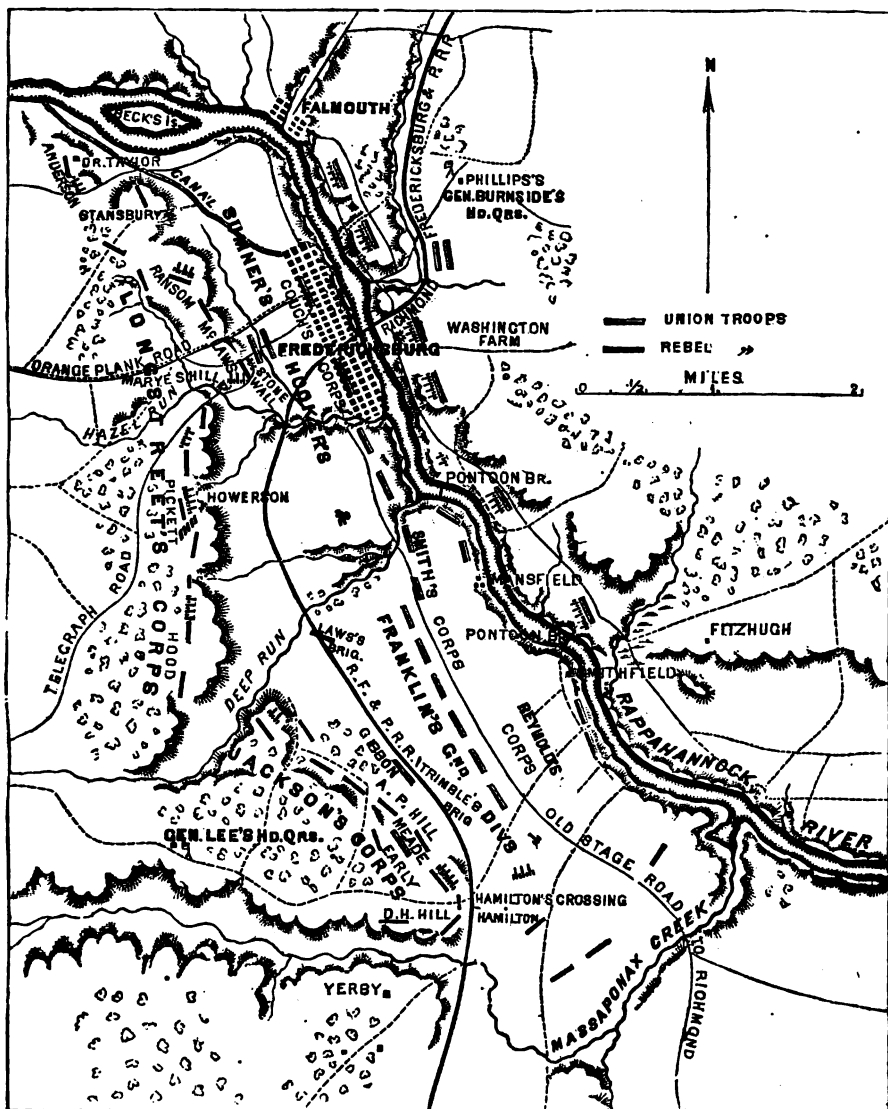 N
FALMOUTH
BECK'S IS.
FREDERICKSBURG & P. R.R.
ANDERSON
DR. TAYLOR
CANAL
PHILLIPS'S
GEN. BURNSIDE'S
HD. QRS.
STANSBURY
SUMNER'S
RANSOM
COUCH'S
CORPS
RICHMOND
WASHINGTON
FARM
UNION TROOPS
REBEL "
MILES
0 ½ 1 2
LONGSTREET'S CORPS
ORANGE PLANK ROAD
FREDERICKSBURG
MARYE'S HILL
STONE
WALL
HOOKER'S
HAZEL RUN
PICKETT
HOWERSON
PONTOON BR.
TELEGRAPH ROAD
HOOD
SMITH'S
CORPS
MANSFIELD
DEEP RUN
LAWS'S
BRIG.
FRANKLIN'S GND DIVS
PONTOON BR.
FITZHUGH
SMITHFIELD
R. F. & P. R.R.
REYNOLDS
CORPS
RAPPAHANNOCK RIVER
JACKSON'S CORPS
GIBBON
TRIMBLE'S
BRIG
A. P. HILL
MEADE
EARLY
GEN. LEE'S HD. QRS.
OLD STAGE ROAD
TO RICHMOND
D. H. HILL
HAMILTON'S CROSSING
HAMILTON
YERBY
MASSAPONAX CREEK